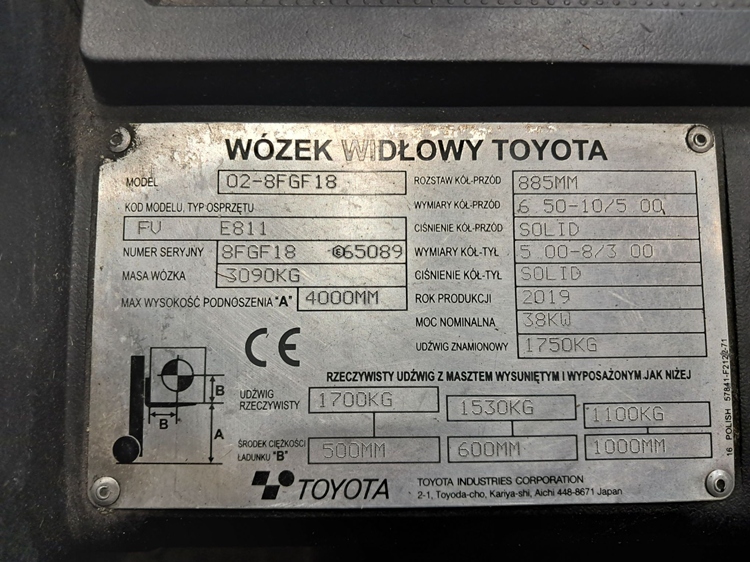 WÓZEK WIDŁOWY TOYOTA
MODEL 02-8FGF18
KOD MODELU, TYP OSPRZĘTU
FV E811
NUMER SERYJNY 8FGF18 E65089
MASA WÓZKA 3090KG
MAX WYSOKOŚĆ PODNOSZENIA "A" 4000MM
ROZSTAW KÓŁ-PRZÓD 885MM
WYMIARY KÓŁ-PRZÓD 6 50-10/5 00
CIŚNIENIE KÓŁ-PRZÓD SOLID
WYMIARY KÓŁ-TYŁ 5 00-8/3 00
CIŚNIENIE KÓŁ-TYŁ SOLID
ROK PRODUKCJI 2019
MOC NOMINALNA 38KW
UDŹWIG ZNAMIONOWY 1750KG
CE
B
B
A
RZECZYWISTY UDŹWIG Z MASZTEM WYSUNIĘTYM I WYPOSAŻONYM JAK NIŻEJ
UDŹWIG RZECZYWISTY 1700KG 1530KG 1100KG
ŚRODEK CIĘŻKOŚCI ŁADUNKU "B" 500MM 600MM 1000MM
TOYOTA
TOYOTA INDUSTRIES CORPORATION
2-1, Toyoda-cho, Kariya-shi, Aichi 448-8671 Japan
16 POLISH